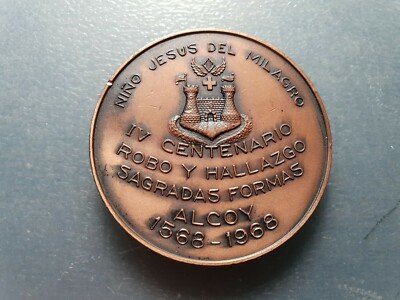 NIÑO JESUS DEL MILAGRO
IV CENTENARIO
ROBO Y HALLAZGO
SAGRADAS FORMAS
ALCOY
1568-1968